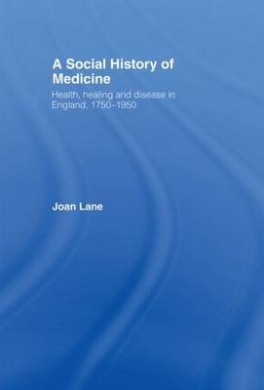 A Social History of
Medicine
Health, healing and disease in
England, 1750–1950
Joan Lane